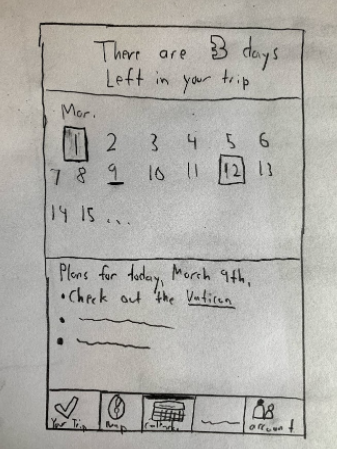 There are 3 days
Left in your trip
Mar.
1 2 3 4 5 6
7 8 9 10 11 12 13
14 15 ...
Plans for today, March 9th,
• Check out the Vatican
•
•
Your Trip Map Calendar account